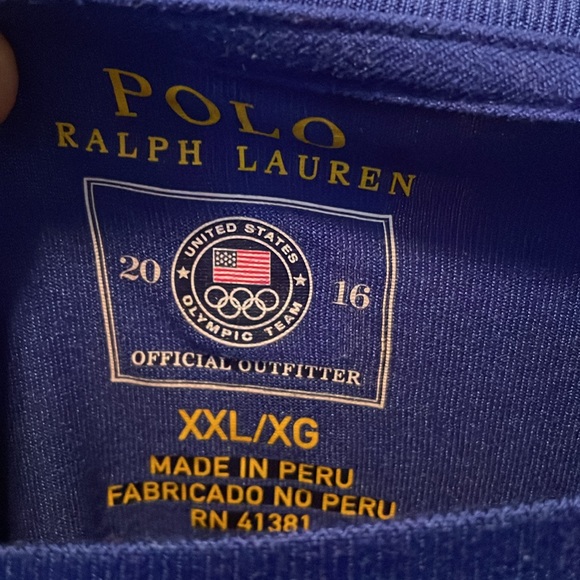 POLO
RALPH LAUREN
UNITED STATES
20 16
OLYMPIC TEAM
OFFICIAL OUTFITTER
XXL/XG
MADE IN PERU
FABRICADO NO PERU
RN 41381